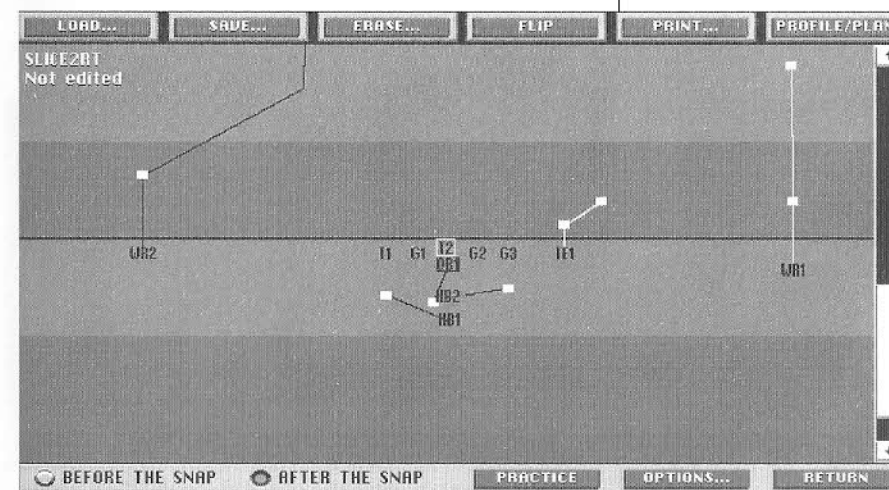 LOAD... SAVE... ERASE... FLIP PRINT... PROFILE/PLAY
SLICE2RT
Not edited
WR2 T1 G1 T2 G2 G3 TE1 WR1
QB1
HB2
HB1
BEFORE THE SNAP AFTER THE SNAP PRACTICE OPTIONS... RETURN